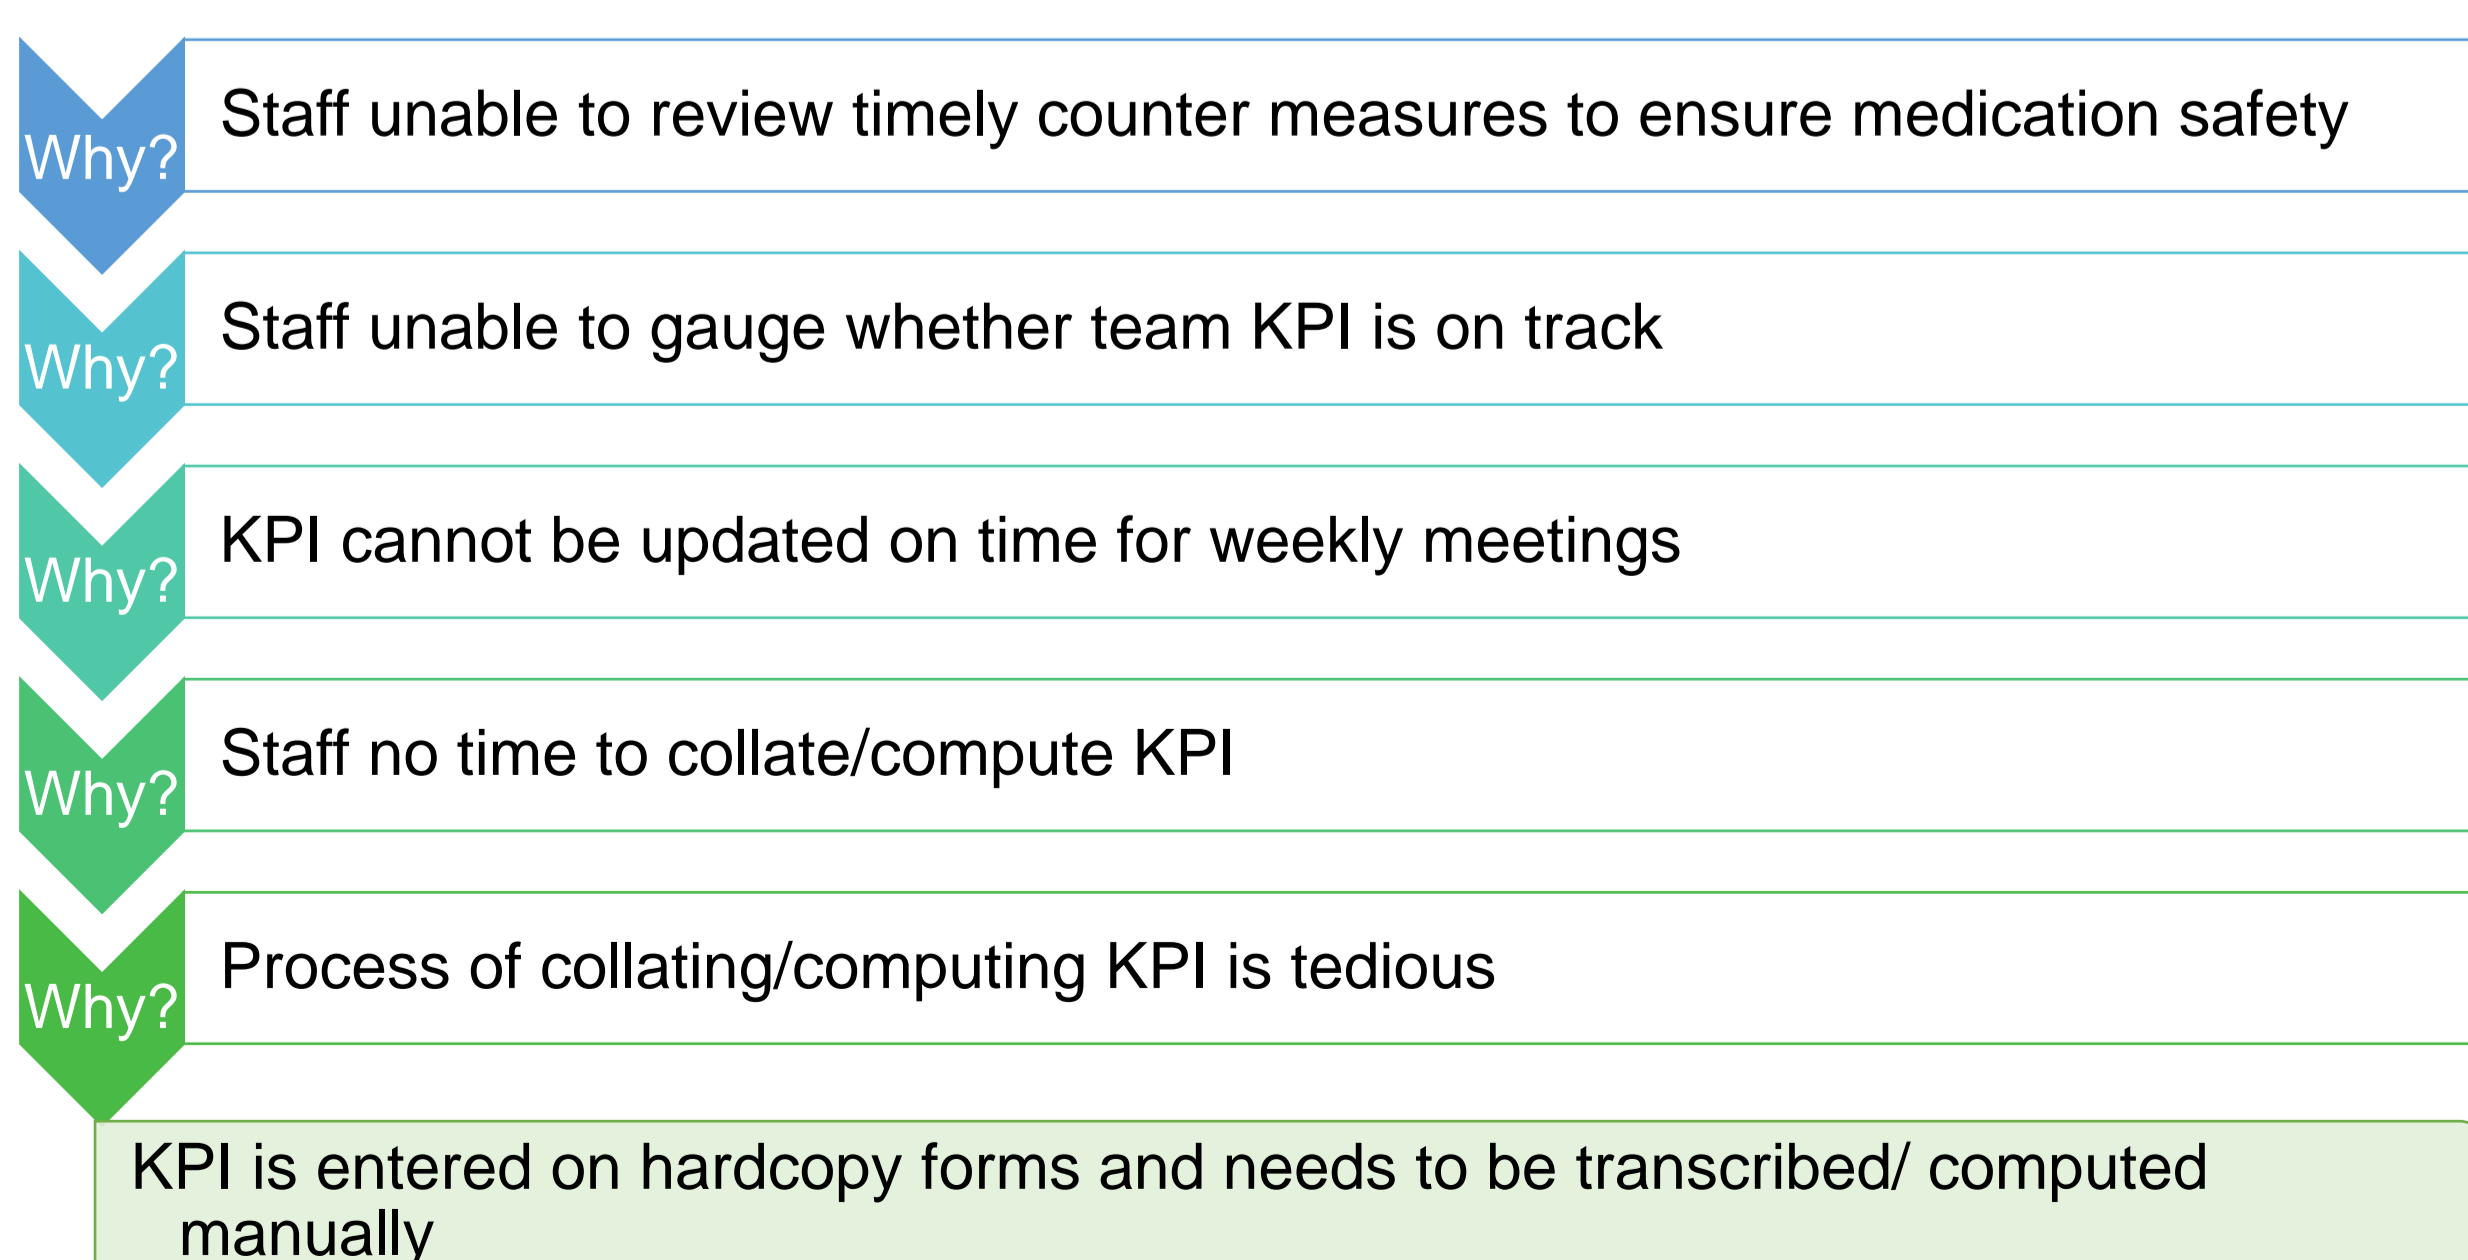 Why?
Staff unable to review timely counter measures to ensure medication safety
Why?
Staff unable to gauge whether team KPI is on track
Why?
KPI cannot be updated on time for weekly meetings
Why?
Staff no time to collate/compute KPI
Why?
Process of collating/computing KPI is tedious
KPI is entered on hardcopy forms and needs to be transcribed/ computed
manually